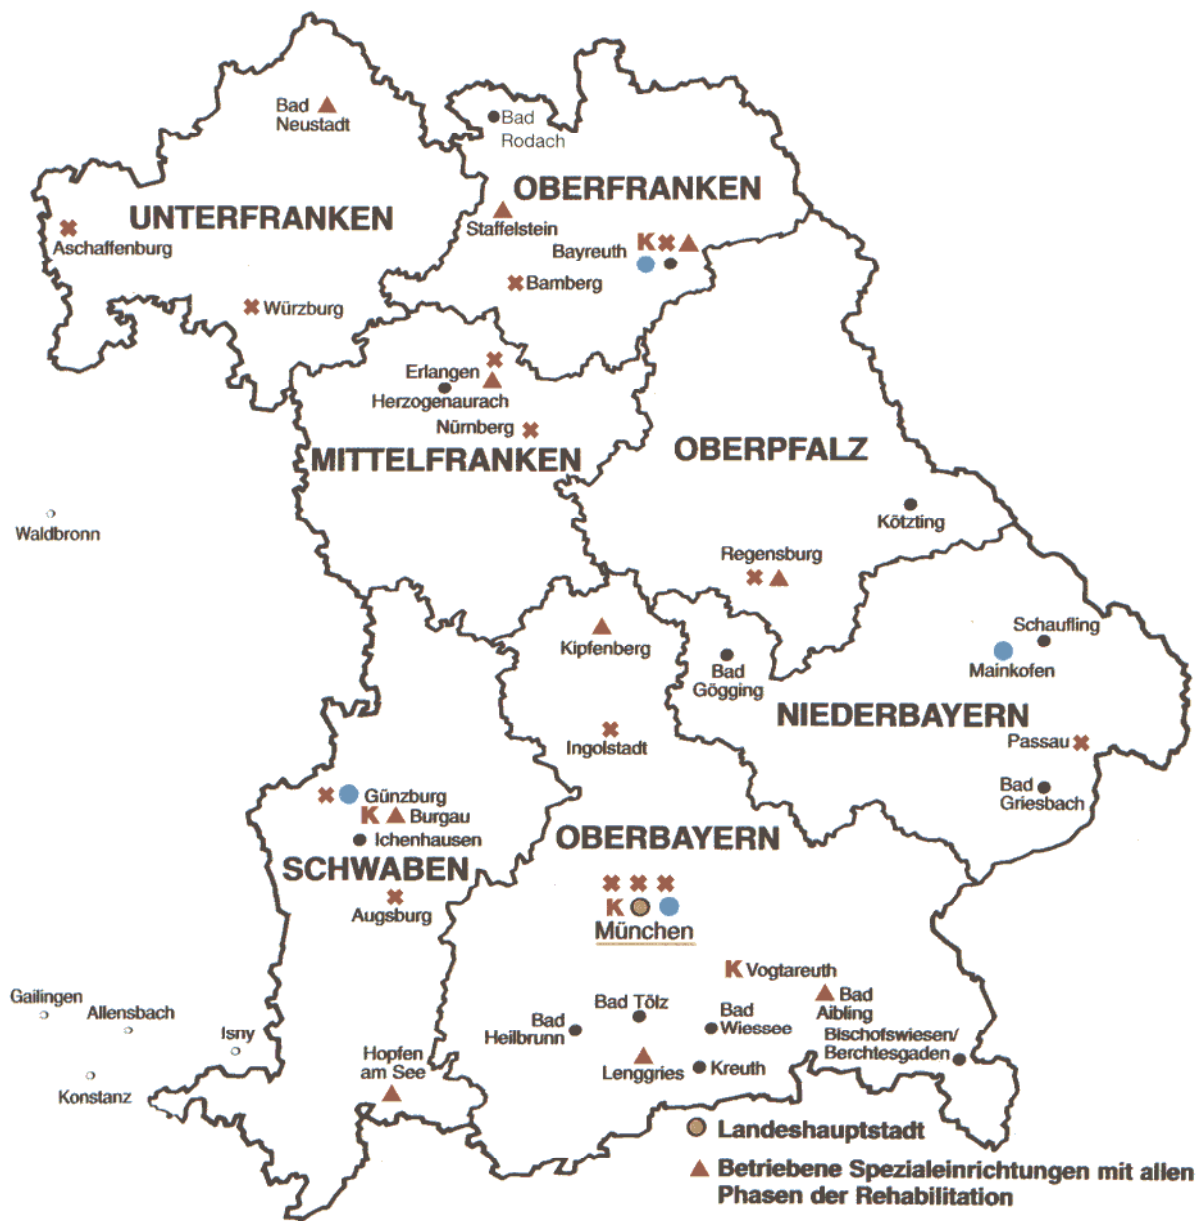 Bad
Neustadt
Bad
Rodach
OBERFRANKEN
UNTERFRANKEN
Staffelstein
Aschaffenburg
K
Bayreuth
Bamberg
Würzburg
Erlangen
Herzogenaurach
Nürnberg
MITTELFRANKEN
OBERPFALZ
Kötzting
Waldbronn
Regensburg
Schaufling
Kipfenberg
Mainkofen
Bad
Gögging
NIEDERBAYERN
Passau
Ingolstadt
Bad
Griesbach
Günzburg
K Burgau
Ichenhausen
OBERBAYERN
SCHWABEN
Augsburg
K
München
K Vogtareuth
Bad
Aibling
Gailingen
Allensbach
Isny
Konstanz
Bad Tölz
Bad
Heilbrunn
Bad
Wiessee
Bischofswiesen/
Berchtesgaden
Hopfen
am See
Lenggries
Kreuth
Landeshauptstadt
Betriebene Spezialeinrichtungen mit allen
Phasen der Rehabilitation